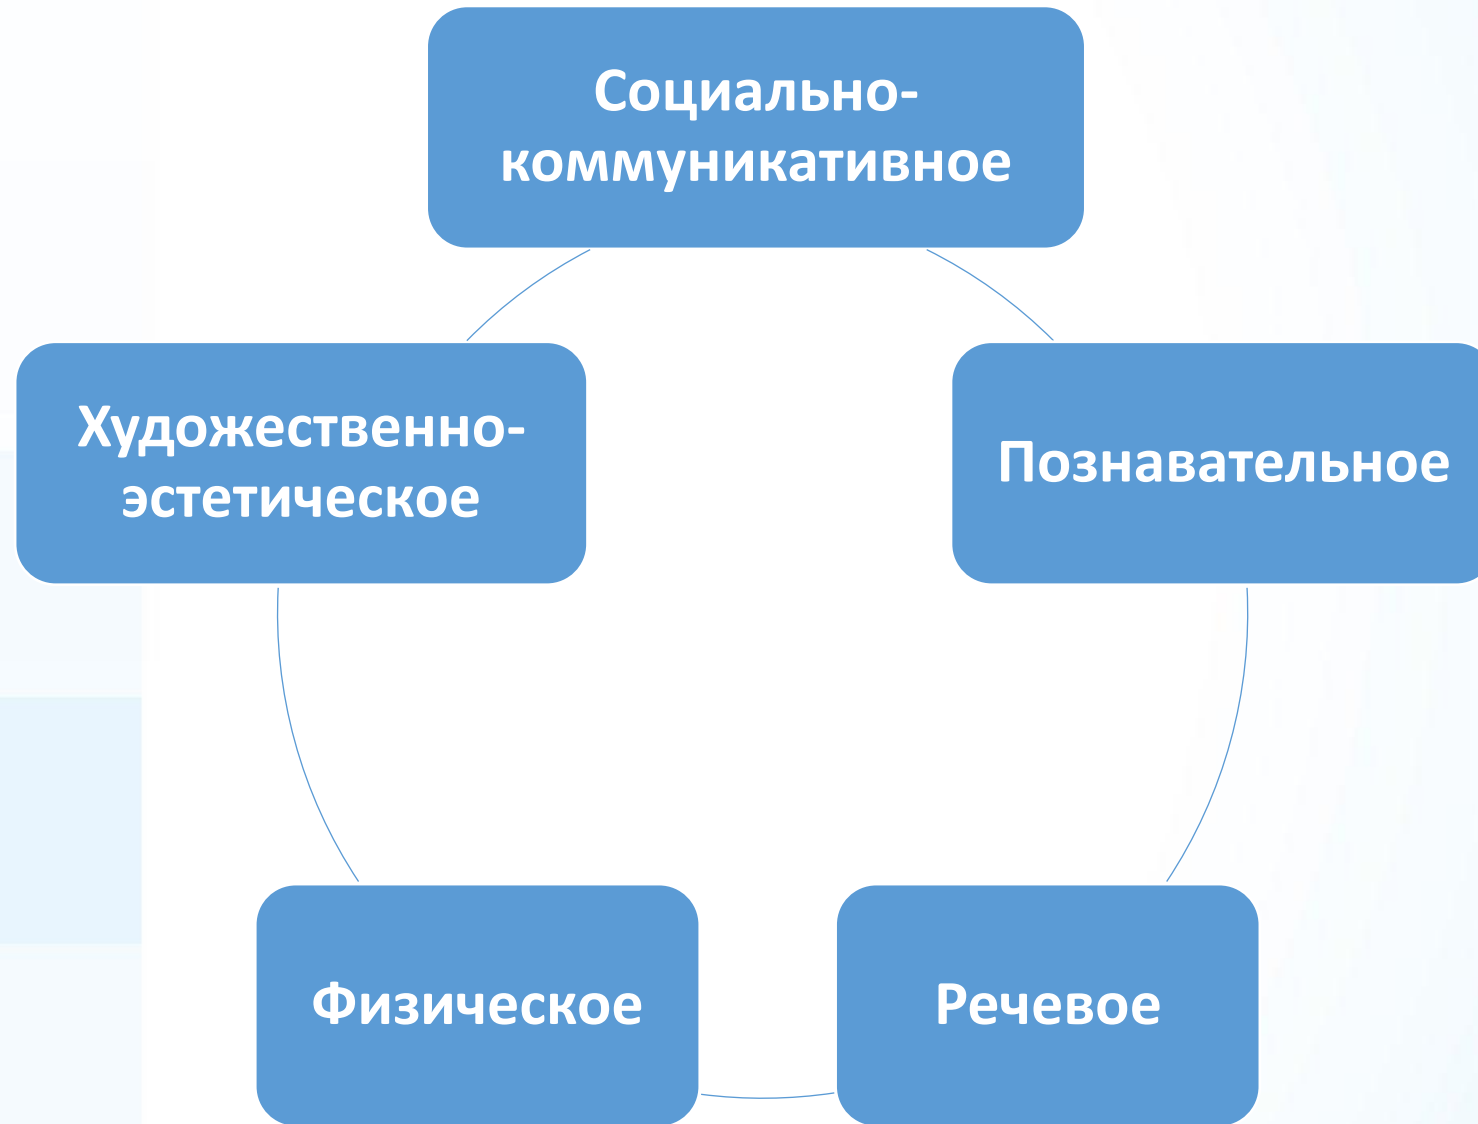 Социально-
коммуникативное
Художественно-
эстетическое
Познавательное
Физическое
Речевое